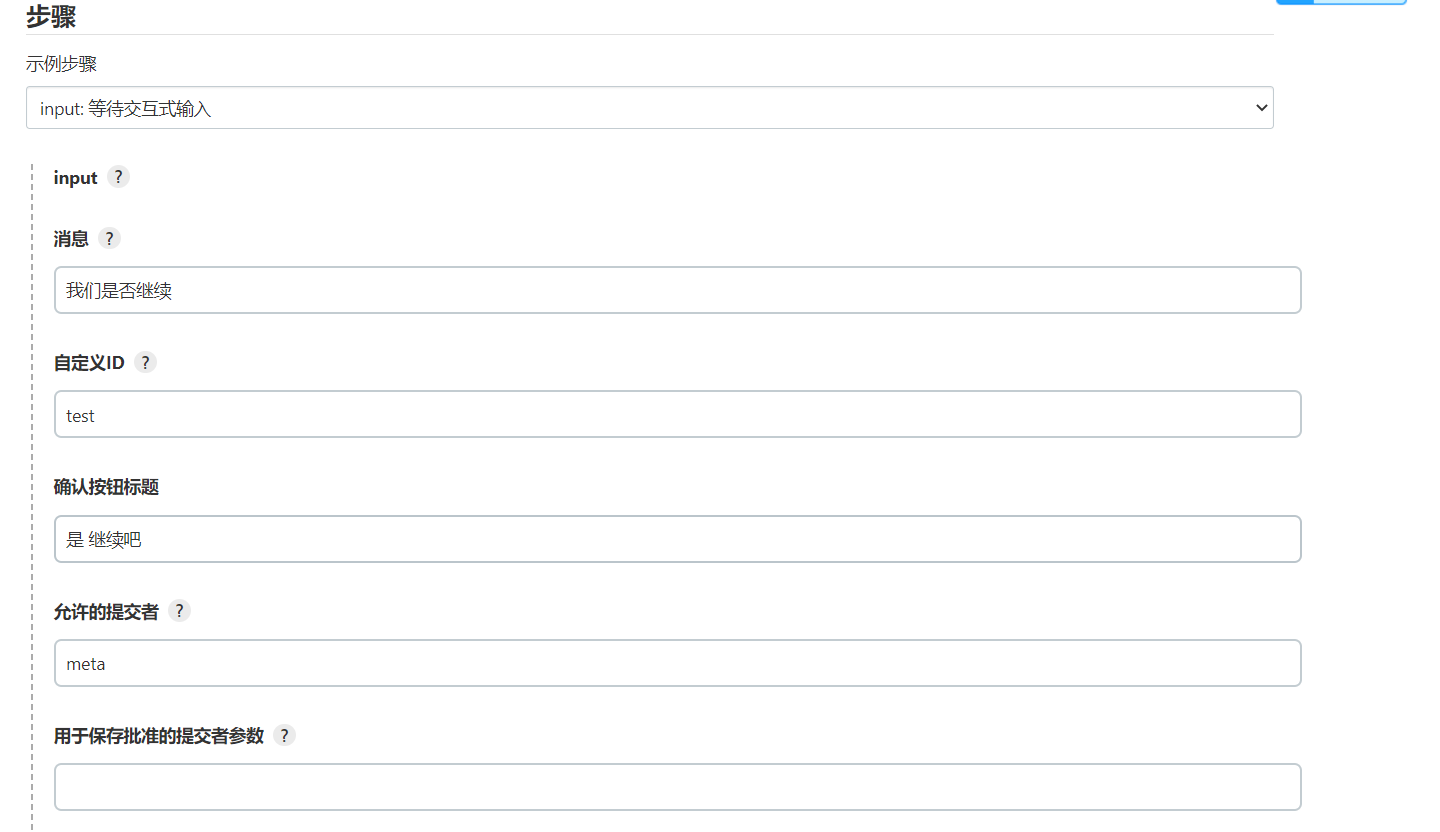 步骤
示例步骤
input: 等待交互式输入
input ?
消息 ?
我们是否继续
自定义ID ?
test
确认按钮标题
是 继续吧
允许的提交者 ?
meta
用于保存批准的提交者参数 ?